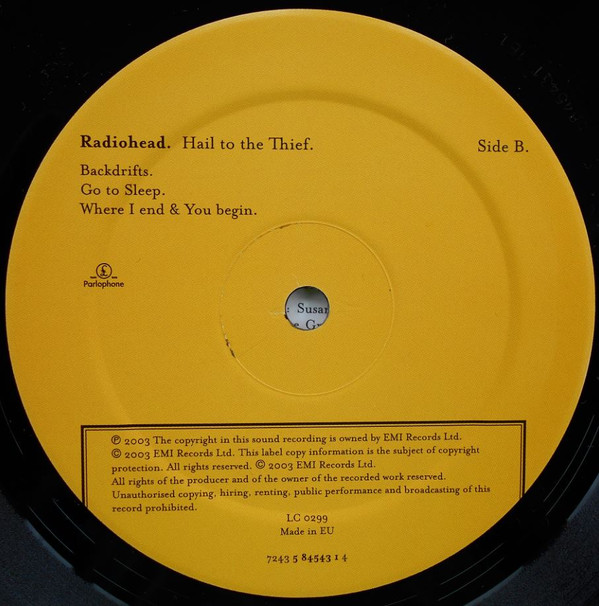 Radiohead. Hail to the Thief. Side B.
Backdrifts.
Go to Sleep.
Where I end & You begin.
£
Parlophone
: Susan
℗ 2003 The copyright in this sound recording is owned by EMI Records Ltd.
© 2003 EMI Records Ltd. This label copy information is the subject of copyright
protection. All rights reserved. © 2003 EMI Records Ltd.
All rights of the producer and of the owner of the recorded work reserved.
Unauthorised copying, hiring, renting, public performance and broadcasting of this
record prohibited.
LC 0299
Made in EU
7243 5 84543 1 4